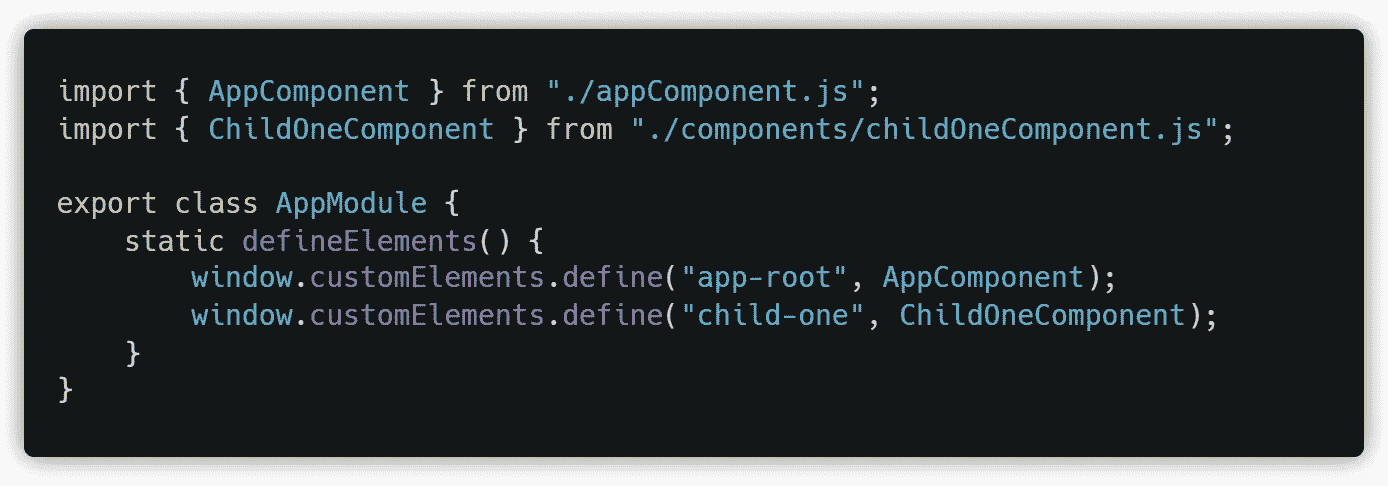 import { AppComponent } from "./appComponent.js";
import { ChildOneComponent } from "./components/childOneComponent.js";

export class AppModule {
    static defineElements() {
        window.customElements.define("app-root", AppComponent);
        window.customElements.define("child-one", ChildOneComponent);
    }
}